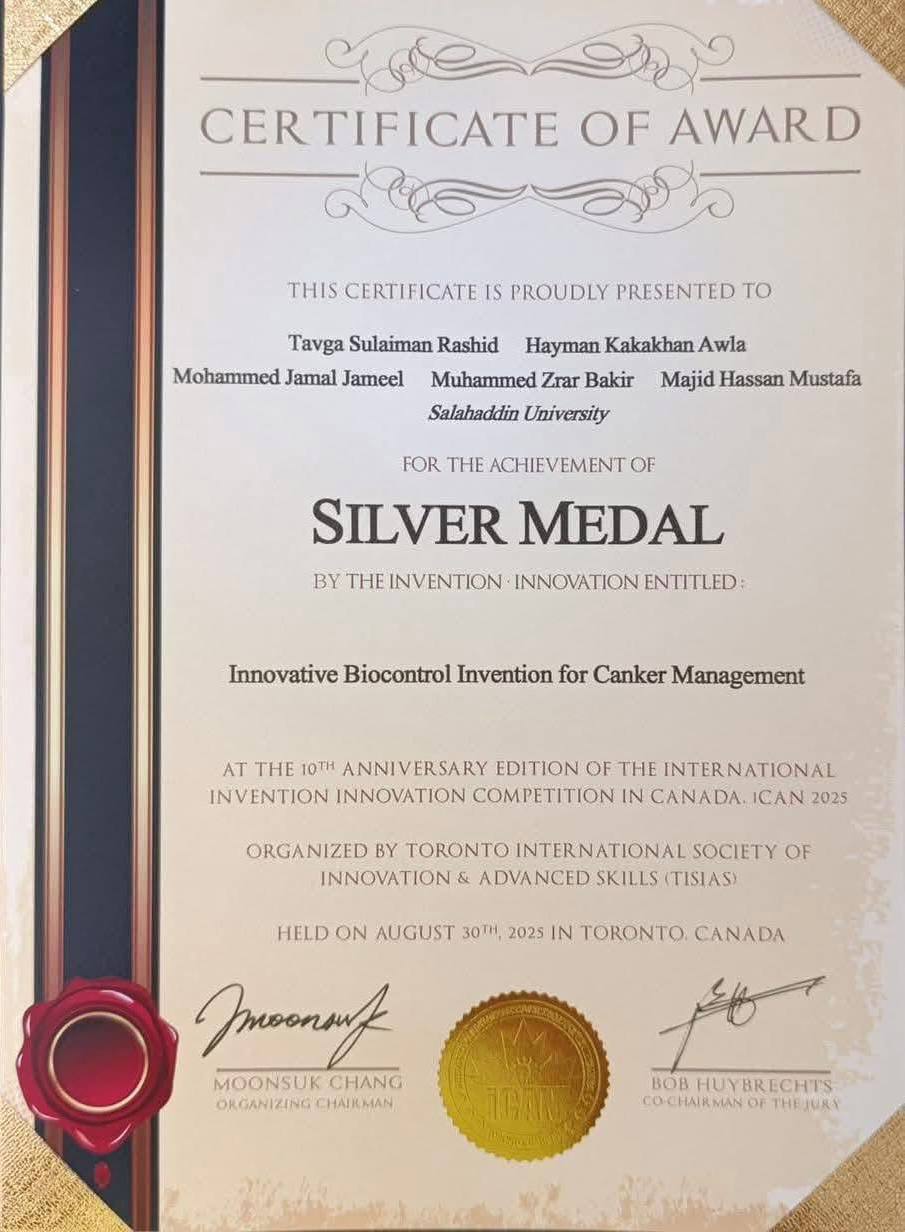 CERTIFICATE OF AWARD
THIS CERTIFICATE IS PROUDLY PRESENTED TO
Tavga Sulaiman Rashid Hayman Kakakhan Awla
Mohammed Jamal Jameel Muhammed Zrar Bakir Majid Hassan Mustafa
Salahaddin University
FOR THE ACHIEVEMENT OF
SILVER MEDAL
BY THE INVENTION · INNOVATION ENTITLED :
Innovative Biocontrol Invention for Canker Management
AT THE 10TH ANNIVERSARY EDITION OF THE INTERNATIONAL
INVENTION INNOVATION COMPETITION IN CANADA, ICAN 2025
ORGANIZED BY TORONTO INTERNATIONAL SOCIETY OF
INNOVATION & ADVANCED SKILLS (TISIAS)
HELD ON AUGUST 30TH, 2025 IN TORONTO, CANADA
Moonsuk
MOONSUK CHANG
ORGANIZING CHAIRMAN
iCAN
BOB HUYBRECHTS
CO-CHAIRMAN OF THE JURY